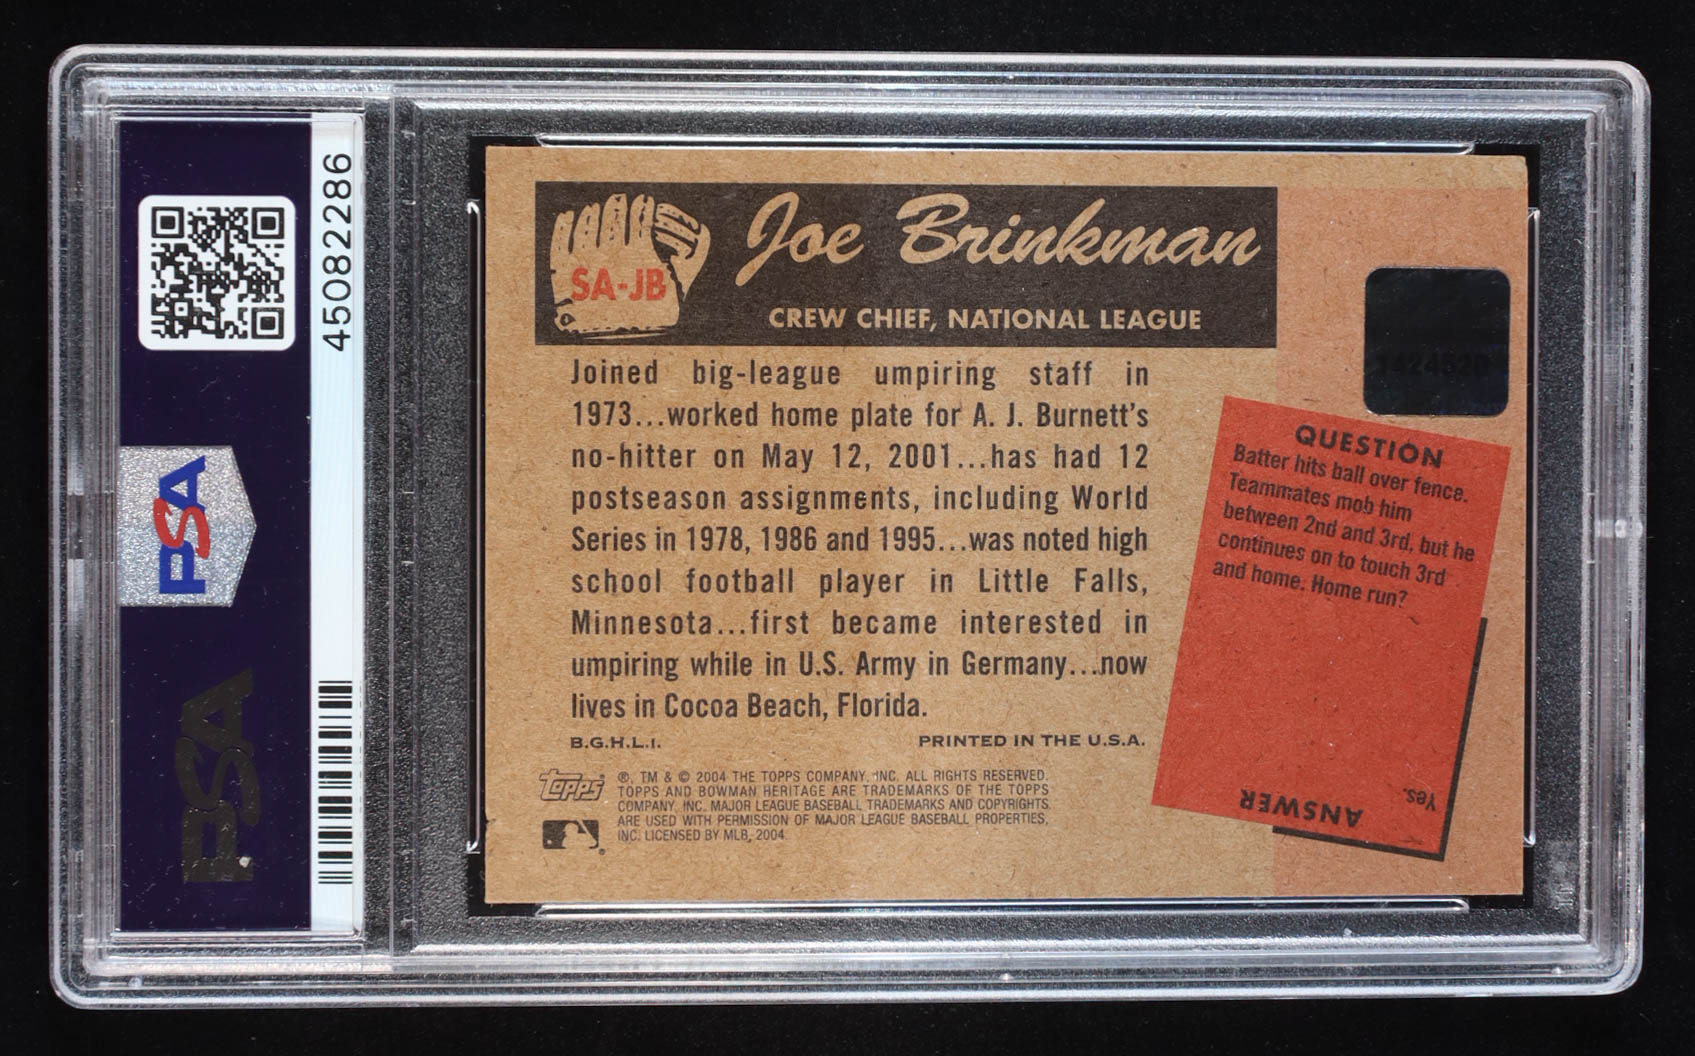 45082286
PSA
PSA
SA-JB
Joe Brinkman
CREW CHIEF, NATIONAL LEAGUE
Joined big-league umpiring staff in
1973...worked home plate for A. J. Burnett's
no-hitter on May 12, 2001...has had 12
postseason assignments, including World
Series in 1978, 1986 and 1995...was noted high
school football player in Little Falls,
Minnesota...first became interested in
umpiring while in U.S. Army in Germany...now
lives in Cocoa Beach, Florida.
B.G.H.L.I. PRINTED IN THE U.S.A.
topps
®, TM & © 2004 THE TOPPS COMPANY, INC. ALL RIGHTS RESERVED.
TOPPS AND BOWMAN HERITAGE ARE TRADEMARKS OF THE TOPPS
COMPANY, INC. MAJOR LEAGUE BASEBALL TRADEMARKS AND COPYRIGHTS
ARE USED WITH PERMISSION OF MAJOR LEAGUE BASEBALL PROPERTIES,
INC. LICENSED BY MLB, 2004
QUESTION
Batter hits ball over fence.
Teammates mob him
between 2nd and 3rd, but he
continues on to touch 3rd
and home. Home run?
ANSWER
Yes.